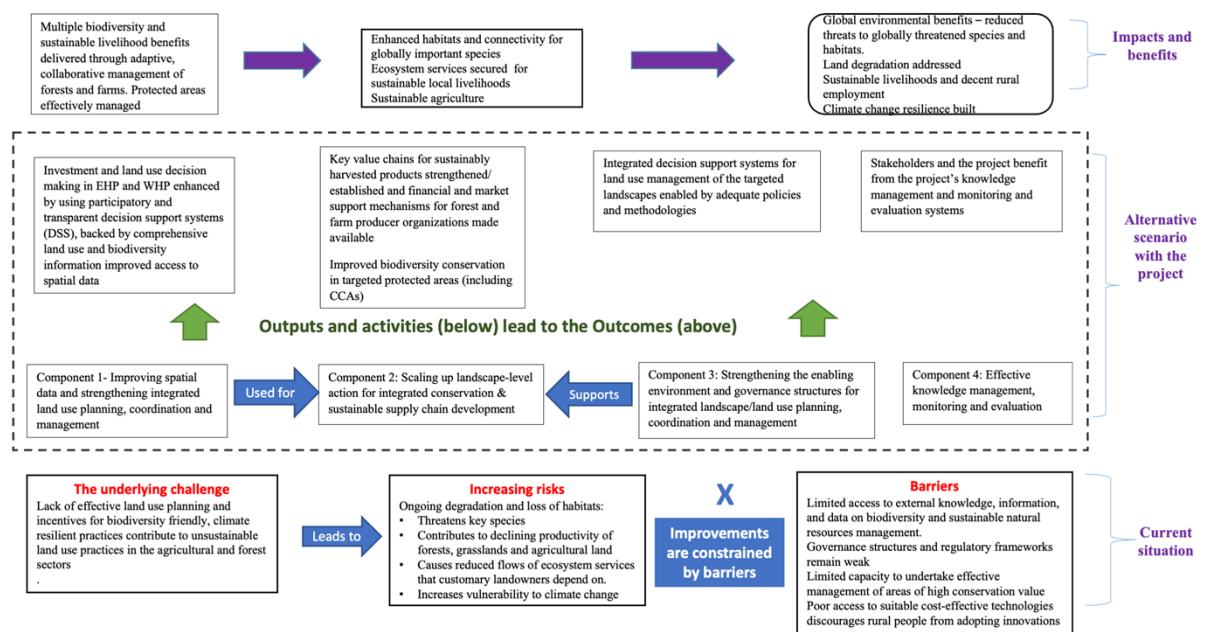 Multiple biodiversity and
sustainable livelihood benefits
delivered through adaptive,
collaborative management of
forests and farms. Protected areas
effectively managed
Enhanced habitats and connectivity for
globally important species
Ecosystem services secured for
sustainable local livelihoods
Sustainable agriculture
Global environmental benefits – reduced
threats to globally threatened species and
habitats.
Land degradation addressed
Sustainable livelihoods and decent rural
employment
Climate change resilience built
Impacts and
benefits
Investment and land use decision
making in EHP and WHP enhanced
by using participatory and
transparent decision support systems
(DSS), backed by comprehensive
land use and biodiversity
information improved access to
spatial data
Key value chains for sustainably
harvested products strengthened/
established and financial and market
support mechanisms for forest and
farm producer organizations made
available
Improved biodiversity conservation
in targeted protected areas (including
CCAs)
Integrated decision support systems for
land use management of the targeted
landscapes enabled by adequate policies
and methodologies
Stakeholders and the project benefit
from the project's knowledge
management and monitoring and
evaluation systems
Alternative
scenario
with the
project
Outputs and activities (below) lead to the Outcomes (above)
Component 1- Improving spatial
data and strengthening integrated
land use planning, coordination and
management
Used for
Component 2: Scaling up landscape-level
action for integrated conservation &
sustainable supply chain development
Supports
Component 3: Strengthening the enabling
environment and governance structures for
integrated landscape/land use planning,
coordination and management
Component 4: Effective
knowledge management,
monitoring and evaluation
The underlying challenge
Lack of effective land use planning and
incentives for biodiversity friendly, climate
resilient practices contribute to unsustainable
land use practices in the agricultural and forest
sectors
.
Leads to
Increasing risks
Ongoing degradation and loss of habitats:
• Threatens key species
• Contributes to declining productivity of
forests, grasslands and agricultural land
• Causes reduced flows of ecosystem services
that customary landowners depend on.
• Increases vulnerability to climate change
X
Improvements
are constrained
by barriers
Barriers
Limited access to external knowledge, information,
and data on biodiversity and sustainable natural
resources management.
Governance structures and regulatory frameworks
remain weak
Limited capacity to undertake effective
management of areas of high conservation value
Poor access to suitable cost-effective technologies
discourages rural people from adopting innovations
Current
situation